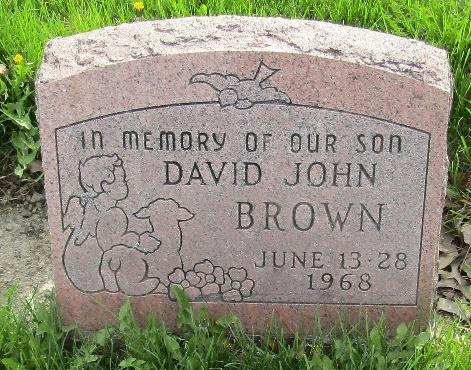 In MEMORY OF OUR SON
DAVID JOHN
BROWN
JUNE 13-28
1968